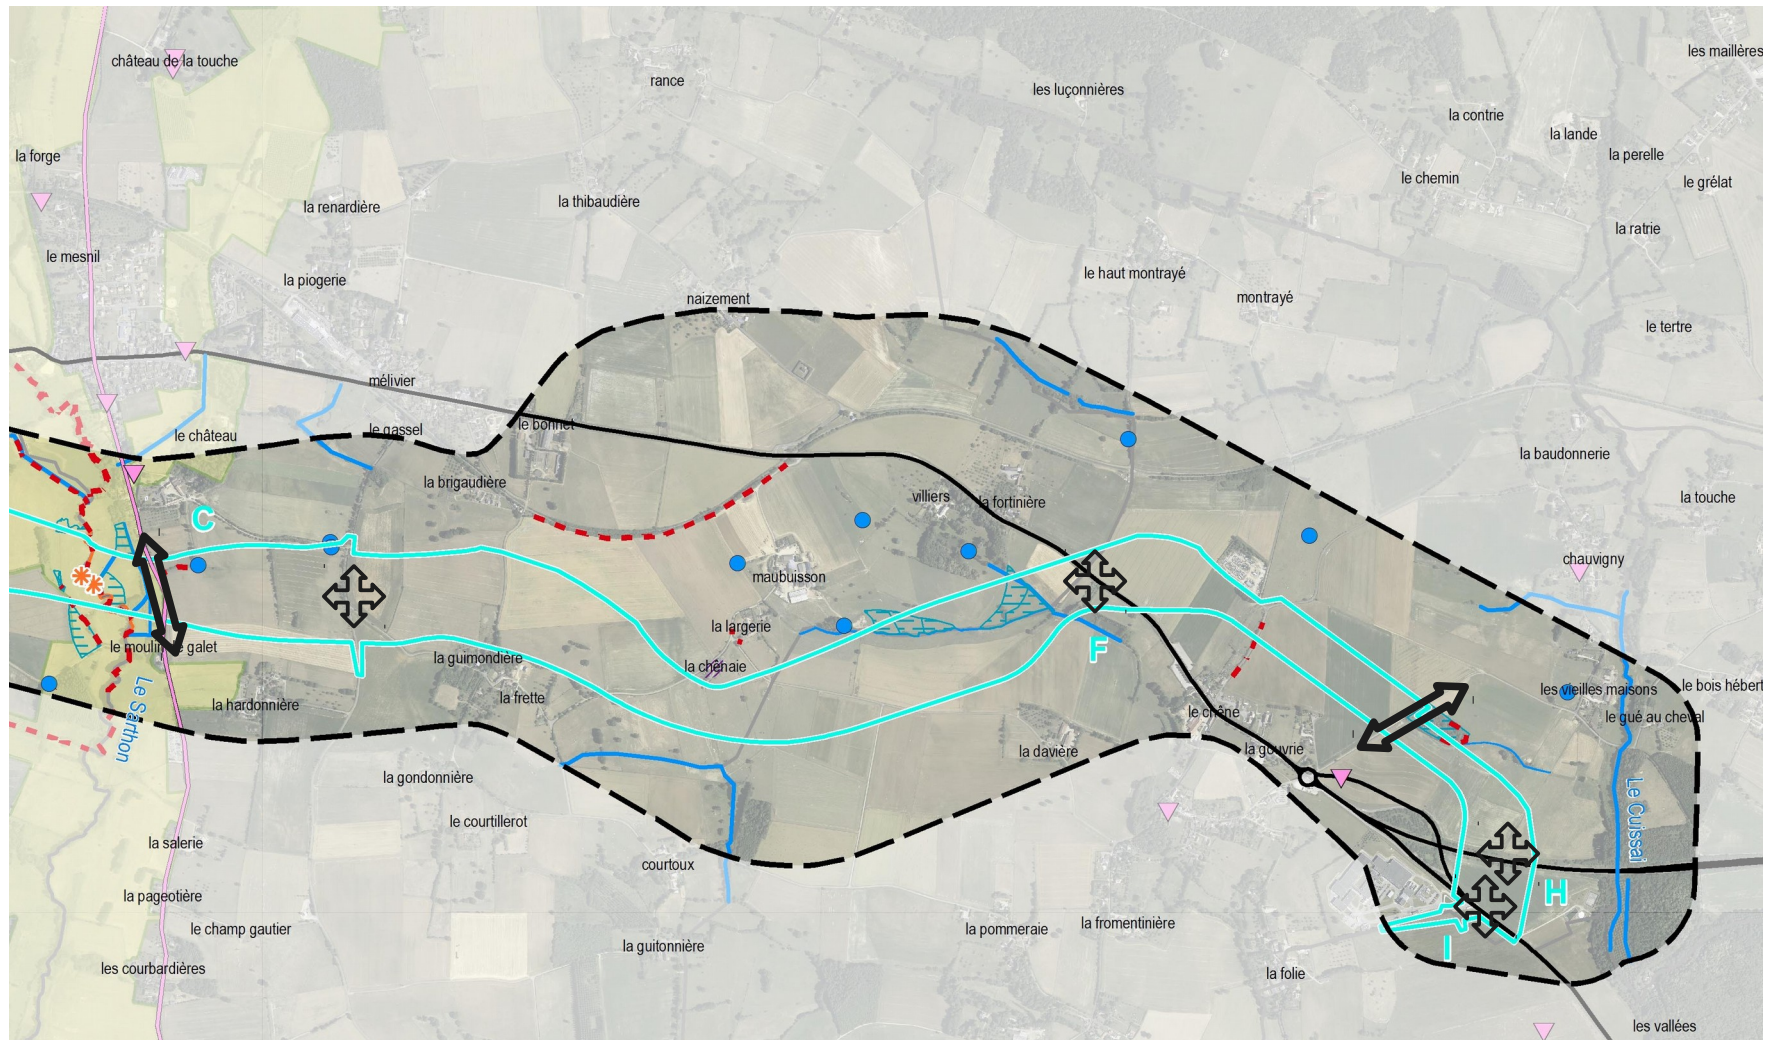 les maillères
château de la touche
rance
les luçonnières
la contrie
la lande
la forge
la perelle
le chemin
le grélat
la renardière
la thibaudière
la ratrie
le mesnil
le haut montrayé
la piogerie
naizement
montrayé
le tertre
mélivier
le bonnet
le château
le gassel
la baudonnerie
la brigaudière
villiers
la fortinière
la touche
C
chauvigny
maubuisson
la largerie
le moulin le galet
F
la guimondière
la chênaie
les vieilles maisons
le bois hébert
la frette
la hardonnière
le chêne
le gué au cheval
Le Sarthon
la davière
la gouvrie
la gondonnière
le courtillerot
Le Cuissai
la salerie
courtoux
la pageotière
H
le champ gautier
la guitonnière
la pommeraie
la fromentinière
I
les courbardières
la folie
les vallées